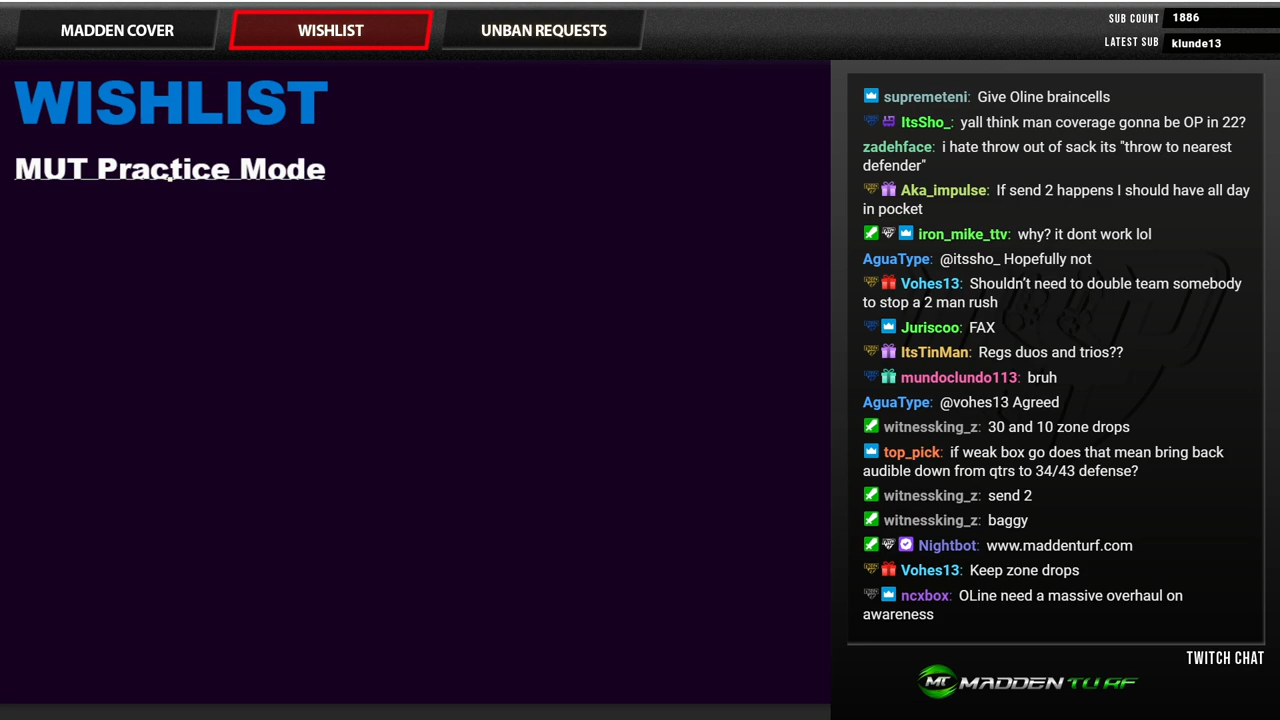 MADDEN COVER
WISHLIST
UNBAN REQUESTS
SUB COUNT 1886
LATEST SUB klunde13
WISHLIST
MUT Practice Mode
supremeteni: Give Oline braincells
ItsSho_: yall think man coverage gonna be OP in 22?
zadehface: i hate throw out of sack its "throw to nearest
defender"
Aka_impulse: If send 2 happens I should have all day
in pocket
iron_mike_ttv: why? it dont work lol
AguaType: @itssho_ Hopefully not
Vohes13: Shouldn't need to double team somebody
to stop a 2 man rush
Juriscoo: FAX
ItsTinMan: Regs duos and trios??
mundoclundo113: bruh
AguaType: @vohes13 Agreed
witnessking_z: 30 and 10 zone drops
top_pick: if weak box go does that mean bring back
audible down from qtrs to 34/43 defense?
witnessking_z: send 2
witnessking_z: baggy
Nightbot: www.maddenturf.com
Vohes13: Keep zone drops
ncxbox: OLine need a massive overhaul on
awareness
TWITCH CHAT
MT MADDEN TURF